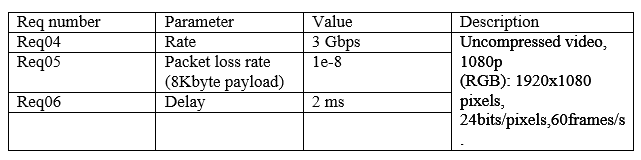 Req number Parameter Value Description
Req04 Rate 3 Gbps Uncompressed video,
Req05 Packet loss rate 1e-8 1080p
(8Kbyte payload) (RGB): 1920x1080
Req06 Delay 2 ms pixels,
24bits/pixels,60frames/s
.